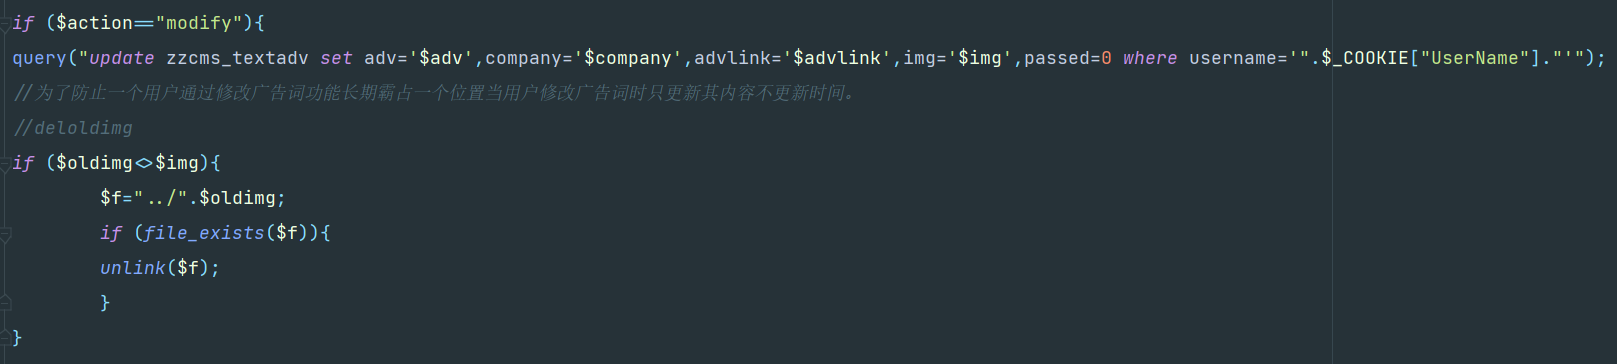 if ($action=="modify"){
query("update zzcms_textadv set adv='$adv',company='$company',advlink='$advlink',img='$img',passed=0 where username='".$_COOKIE["UserName"]."'");
//为了防止一个用户通过修改广告词功能长期霸占一个位置当用户修改广告词时只更新其内容不更新时间。
//deloldimg
if ($oldimg<>$img){
$f="../".$oldimg;
if (file_exists($f)){
unlink($f);
}
}